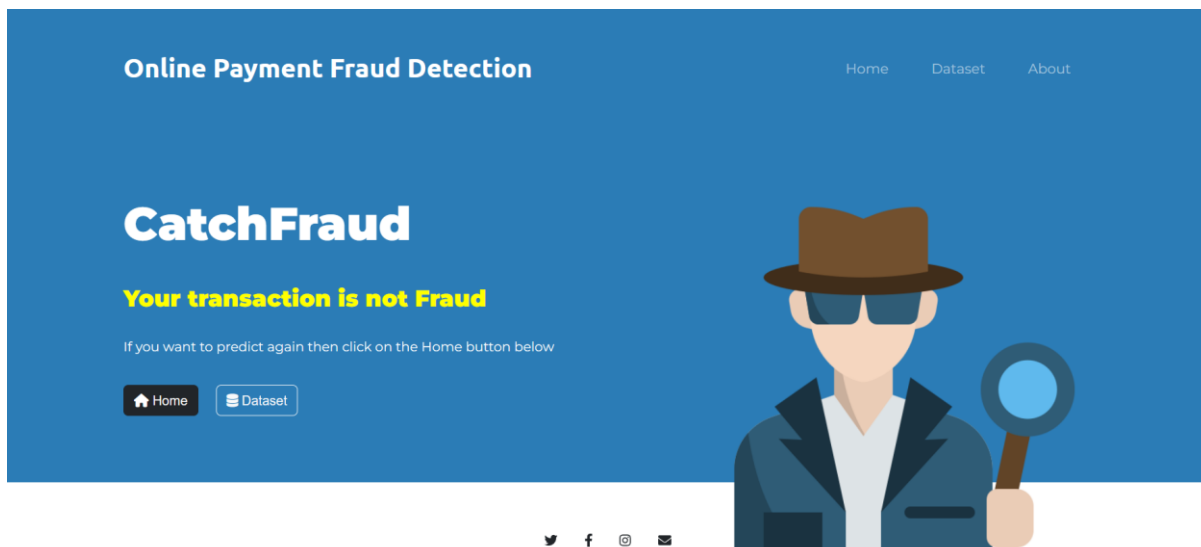 Online Payment Fraud Detection
Home Dataset About
CatchFraud
Your transaction is not Fraud
If you want to predict again then click on the Home button below
Home Dataset